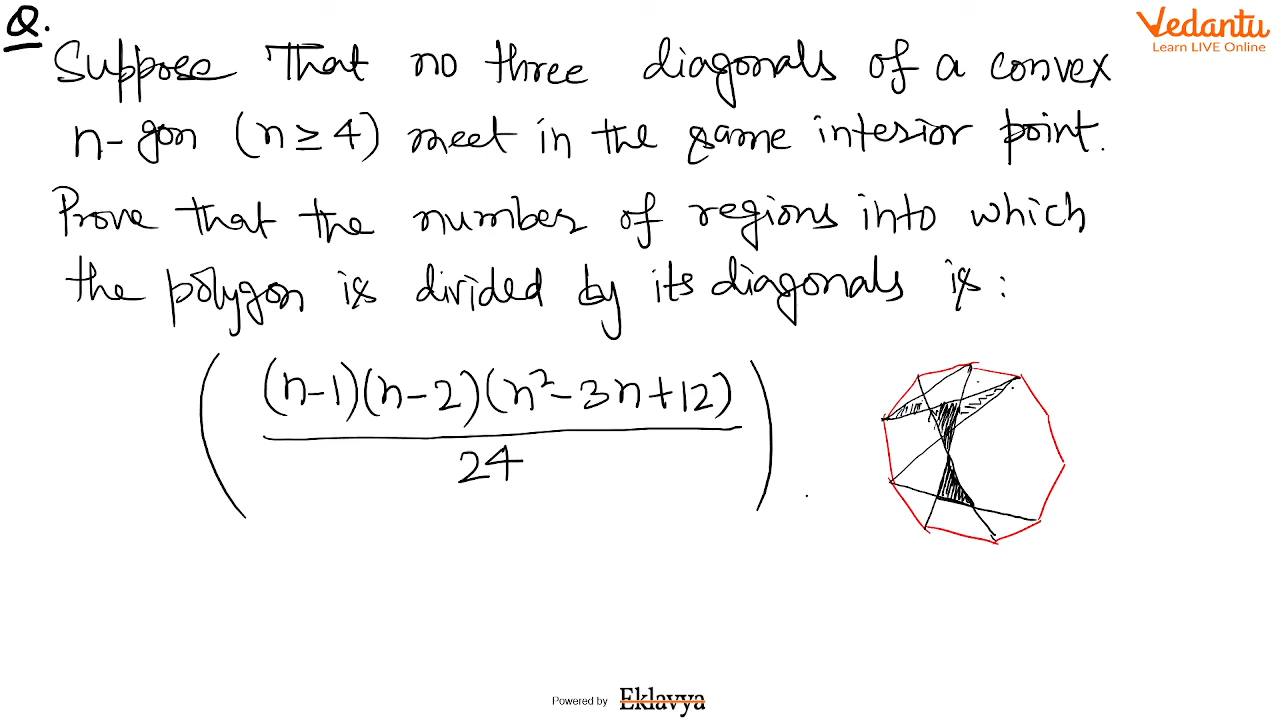 Q.
Vedantu
Learn LIVE Online
Suppose that no three diagonals of a convex
n-gon (n ≥ 4) meet in the same interior point.
Prove that the number of regions into which
the polygon is divided by its diagonals is:
( (n-1)(n-2)(n²-3n+12) / 24 ).
Powered by Eklavya